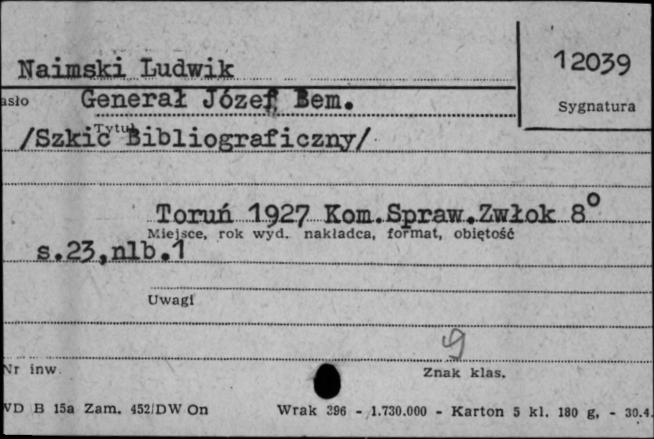 Naimski Ludwik
12039
asło Generał Józef Bem.
Sygnatura
Tytuł
/Szkic Bibliograficzny/
Toruń 1927 Kom.Spraw.Zwłok 8°
Miejsce, rok wyd. nakładca, format, objętość
s.23,nlb.1
Uwagi
9
Nr inw.
Znak klas.
WD B 15a Zam. 452/DW On Wrak 396 - 1.730.000 - Karton 5 kl. 180 g. - 30.4.